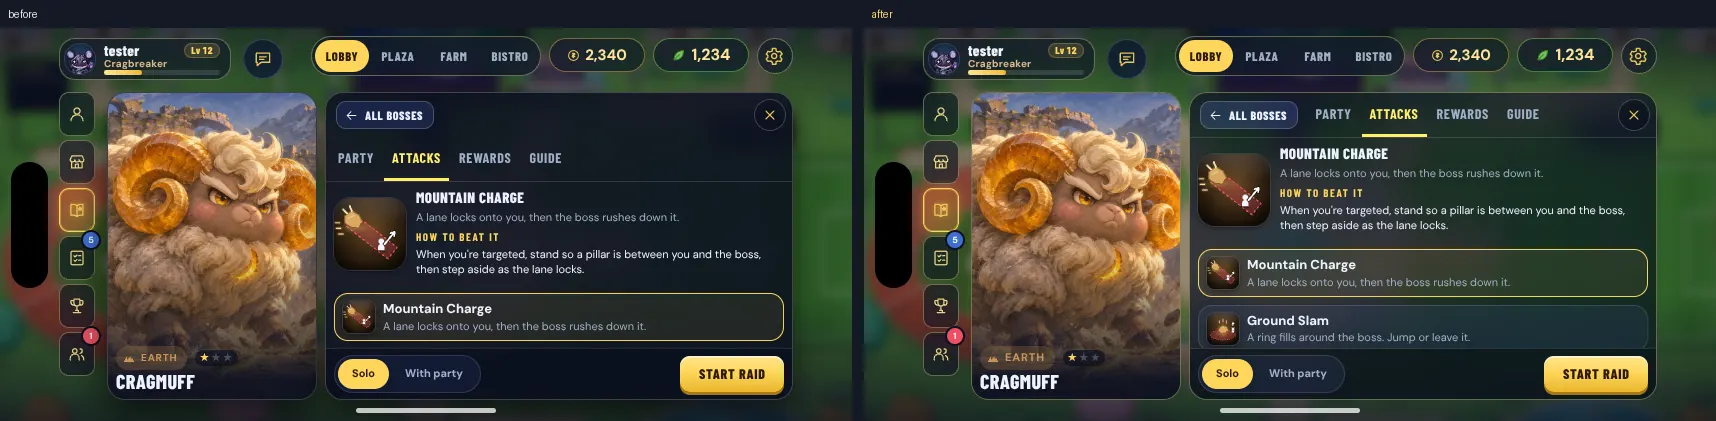 before
tester
Lv 12
Cragbreaker
LOBBY
PLAZA
FARM
BISTRO
2,340
1,234
ALL BOSSES
PARTY
ATTACKS
REWARDS
GUIDE
MOUNTAIN CHARGE
A lane locks onto you, then the boss rushes down it.
HOW TO BEAT IT
When you're targeted, stand so a pillar is between you and the boss,
then step aside as the lane locks.
Mountain Charge
A lane locks onto you, then the boss rushes down it.
5
1
EARTH
CRAGMUFF
Solo
With party
START RAID
after
tester
Lv 12
Cragbreaker
LOBBY
PLAZA
FARM
BISTRO
2,340
1,234
ALL BOSSES
PARTY
ATTACKS
REWARDS
GUIDE
MOUNTAIN CHARGE
A lane locks onto you, then the boss rushes down it.
HOW TO BEAT IT
When you're targeted, stand so a pillar is between you and the boss,
then step aside as the lane locks.
Mountain Charge
A lane locks onto you, then the boss rushes down it.
Ground Slam
A ring fills around the boss. Jump or leave it.
5
1
EARTH
CRAGMUFF
Solo
With party
START RAID